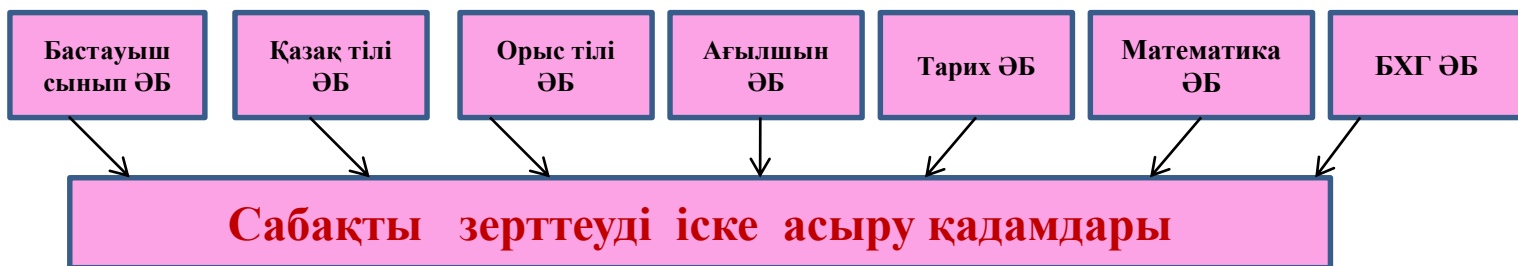 Бастауыш
сынып ӘБ
Қазақ тілі
ӘБ
Орыс тілі
ӘБ
Ағылшын
ӘБ
Тарих ӘБ
Математика
ӘБ
БХГ ӘБ
Сабақты зерттеуді іске асыру қадамдары